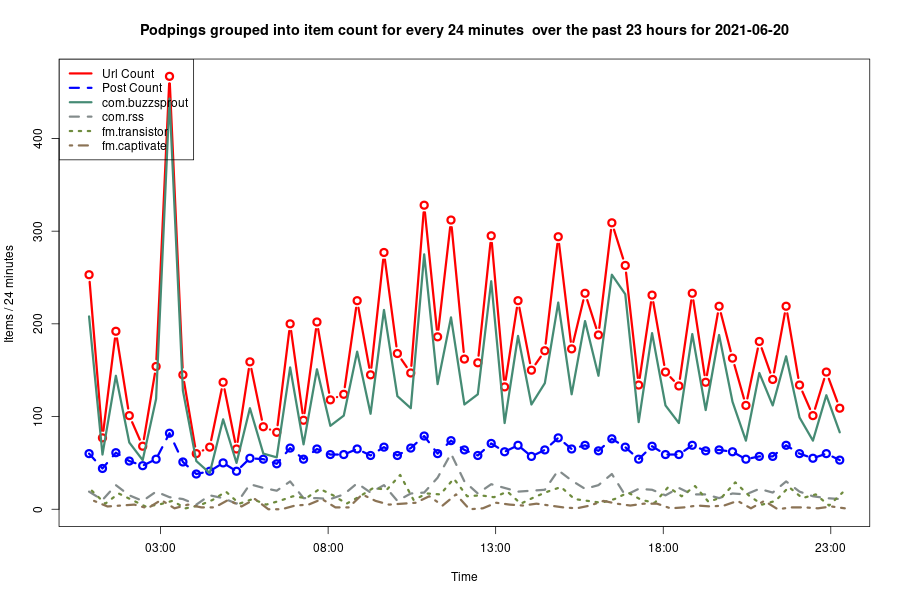 Podpings grouped into item count for every 24 minutes  over the past 23 hours for 2021-06-20
Url Count
Post Count
com.buzzsprout
com.rss
fm.transistor
fm.captivate
400
300
200
100
0
Items / 24 minutes
03:00
08:00
13:00
18:00
23:00
Time